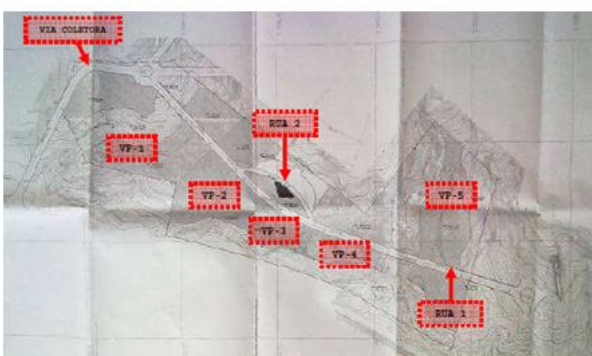 VIA COLETORA
RUA 2
VP-1
VP-2
VP-5
VP-3
VP-4
RUA 1